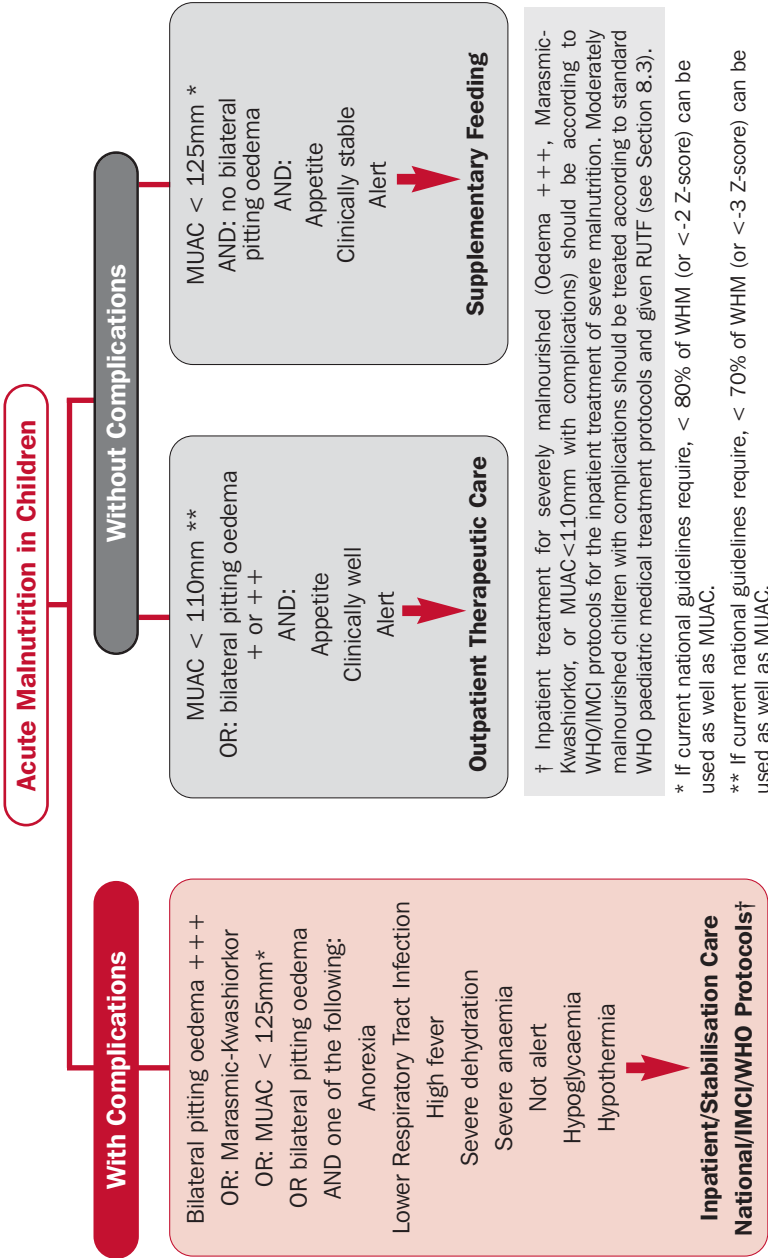 Acute Malnutrition in Children
With Complications
Without Complications
Bilateral pitting oedema +++
OR: Marasmic-Kwashiorkor
OR: MUAC < 125mm*
OR bilateral pitting oedema
AND one of the following:
Anorexia
Lower Respiratory Tract Infection
High fever
Severe dehydration
Severe anaemia
Not alert
Hypoglycaemia
Hypothermia
Inpatient/Stabilisation Care
National/IMCI/WHO Protocols†
MUAC < 110mm **
OR: bilateral pitting oedema
+ or ++
AND:
Appetite
Clinically well
Alert
Outpatient Therapeutic Care
MUAC < 125mm *
AND: no bilateral
pitting oedema
AND:
Appetite
Clinically stable
Alert
Supplementary Feeding
† Inpatient treatment for severely malnourished (Oedema +++, Marasmic-
Kwashiorkor, or MUAC<110mm with complications) should be according to
WHO/IMCI protocols for the inpatient treatment of severe malnutrition. Moderately
malnourished children with complications should be treated according to standard
WHO paediatric medical treatment protocols and given RUTF (see Section 8.3).
* If current national guidelines require, < 80% of WHM (or <-2 Z-score) can be
used as well as MUAC.
** If current national guidelines require, < 70% of WHM (or <-3 Z-score) can be
used as well as MUAC.